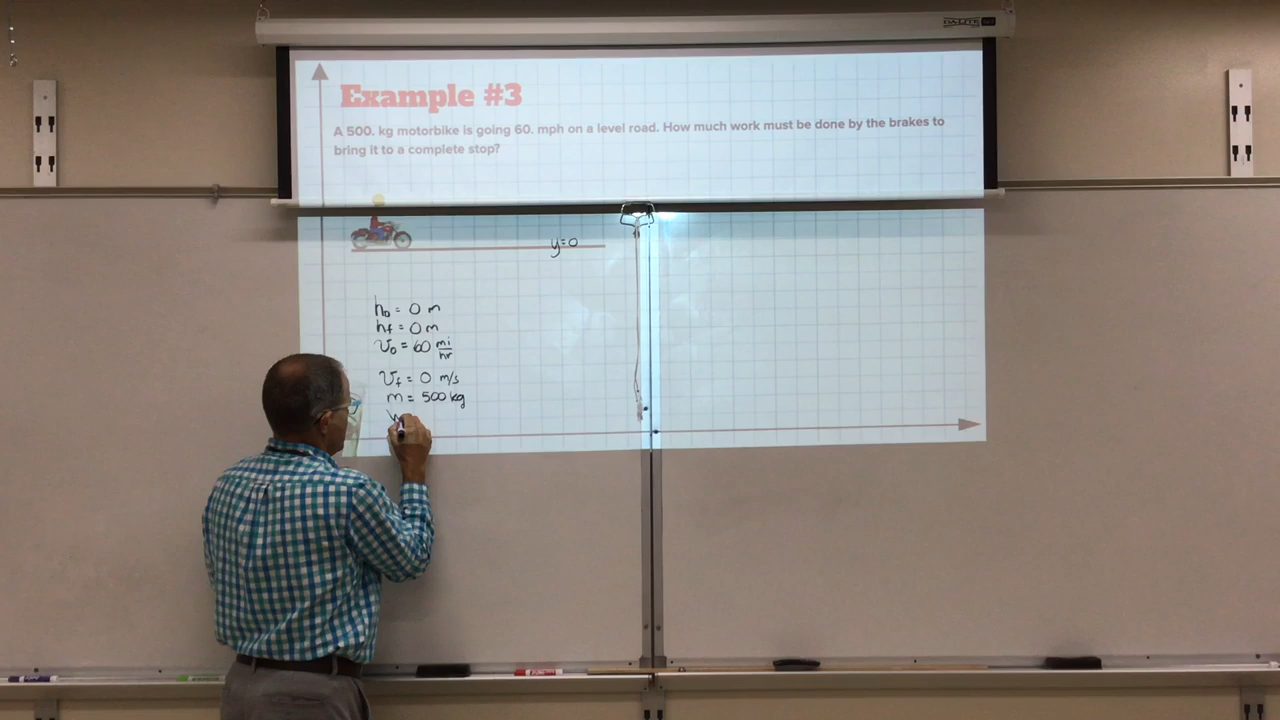 DA-LITE
Example #3
A 500. kg motorbike is going 60. mph on a level road. How much work must be done by the brakes to
bring it to a complete stop?
y=0
h₀ = 0 m
hf = 0 m
v₀ = 60 mi/hr
vf = 0 m/s
m = 500 kg